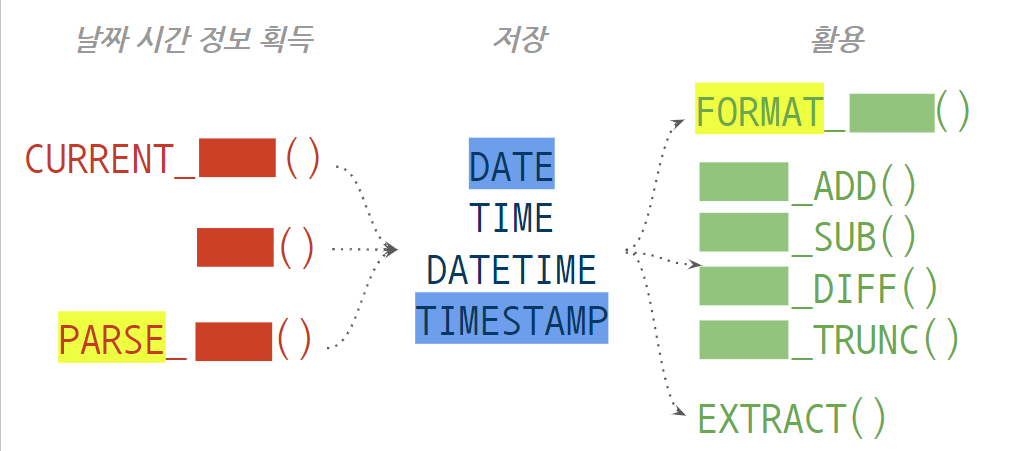 날짜 시간 정보 획득
저장
활용
CURRENT_ ()
()
PARSE_ ()
DATE
TIME
DATETIME
TIMESTAMP
FORMAT_ ()
_ADD()
_SUB()
_DIFF()
_TRUNC()
EXTRACT()